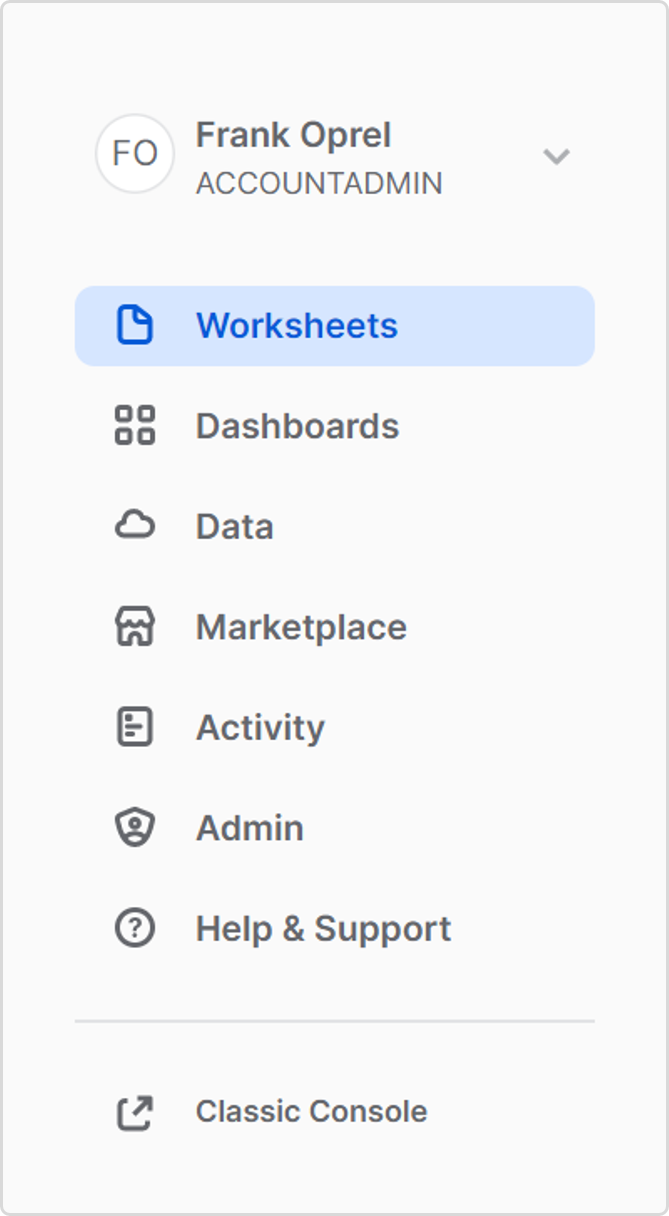 FO
Frank Oprel
ACCOUNTADMIN
Worksheets
Dashboards
Data
Marketplace
Activity
Admin
Help & Support
Classic Console